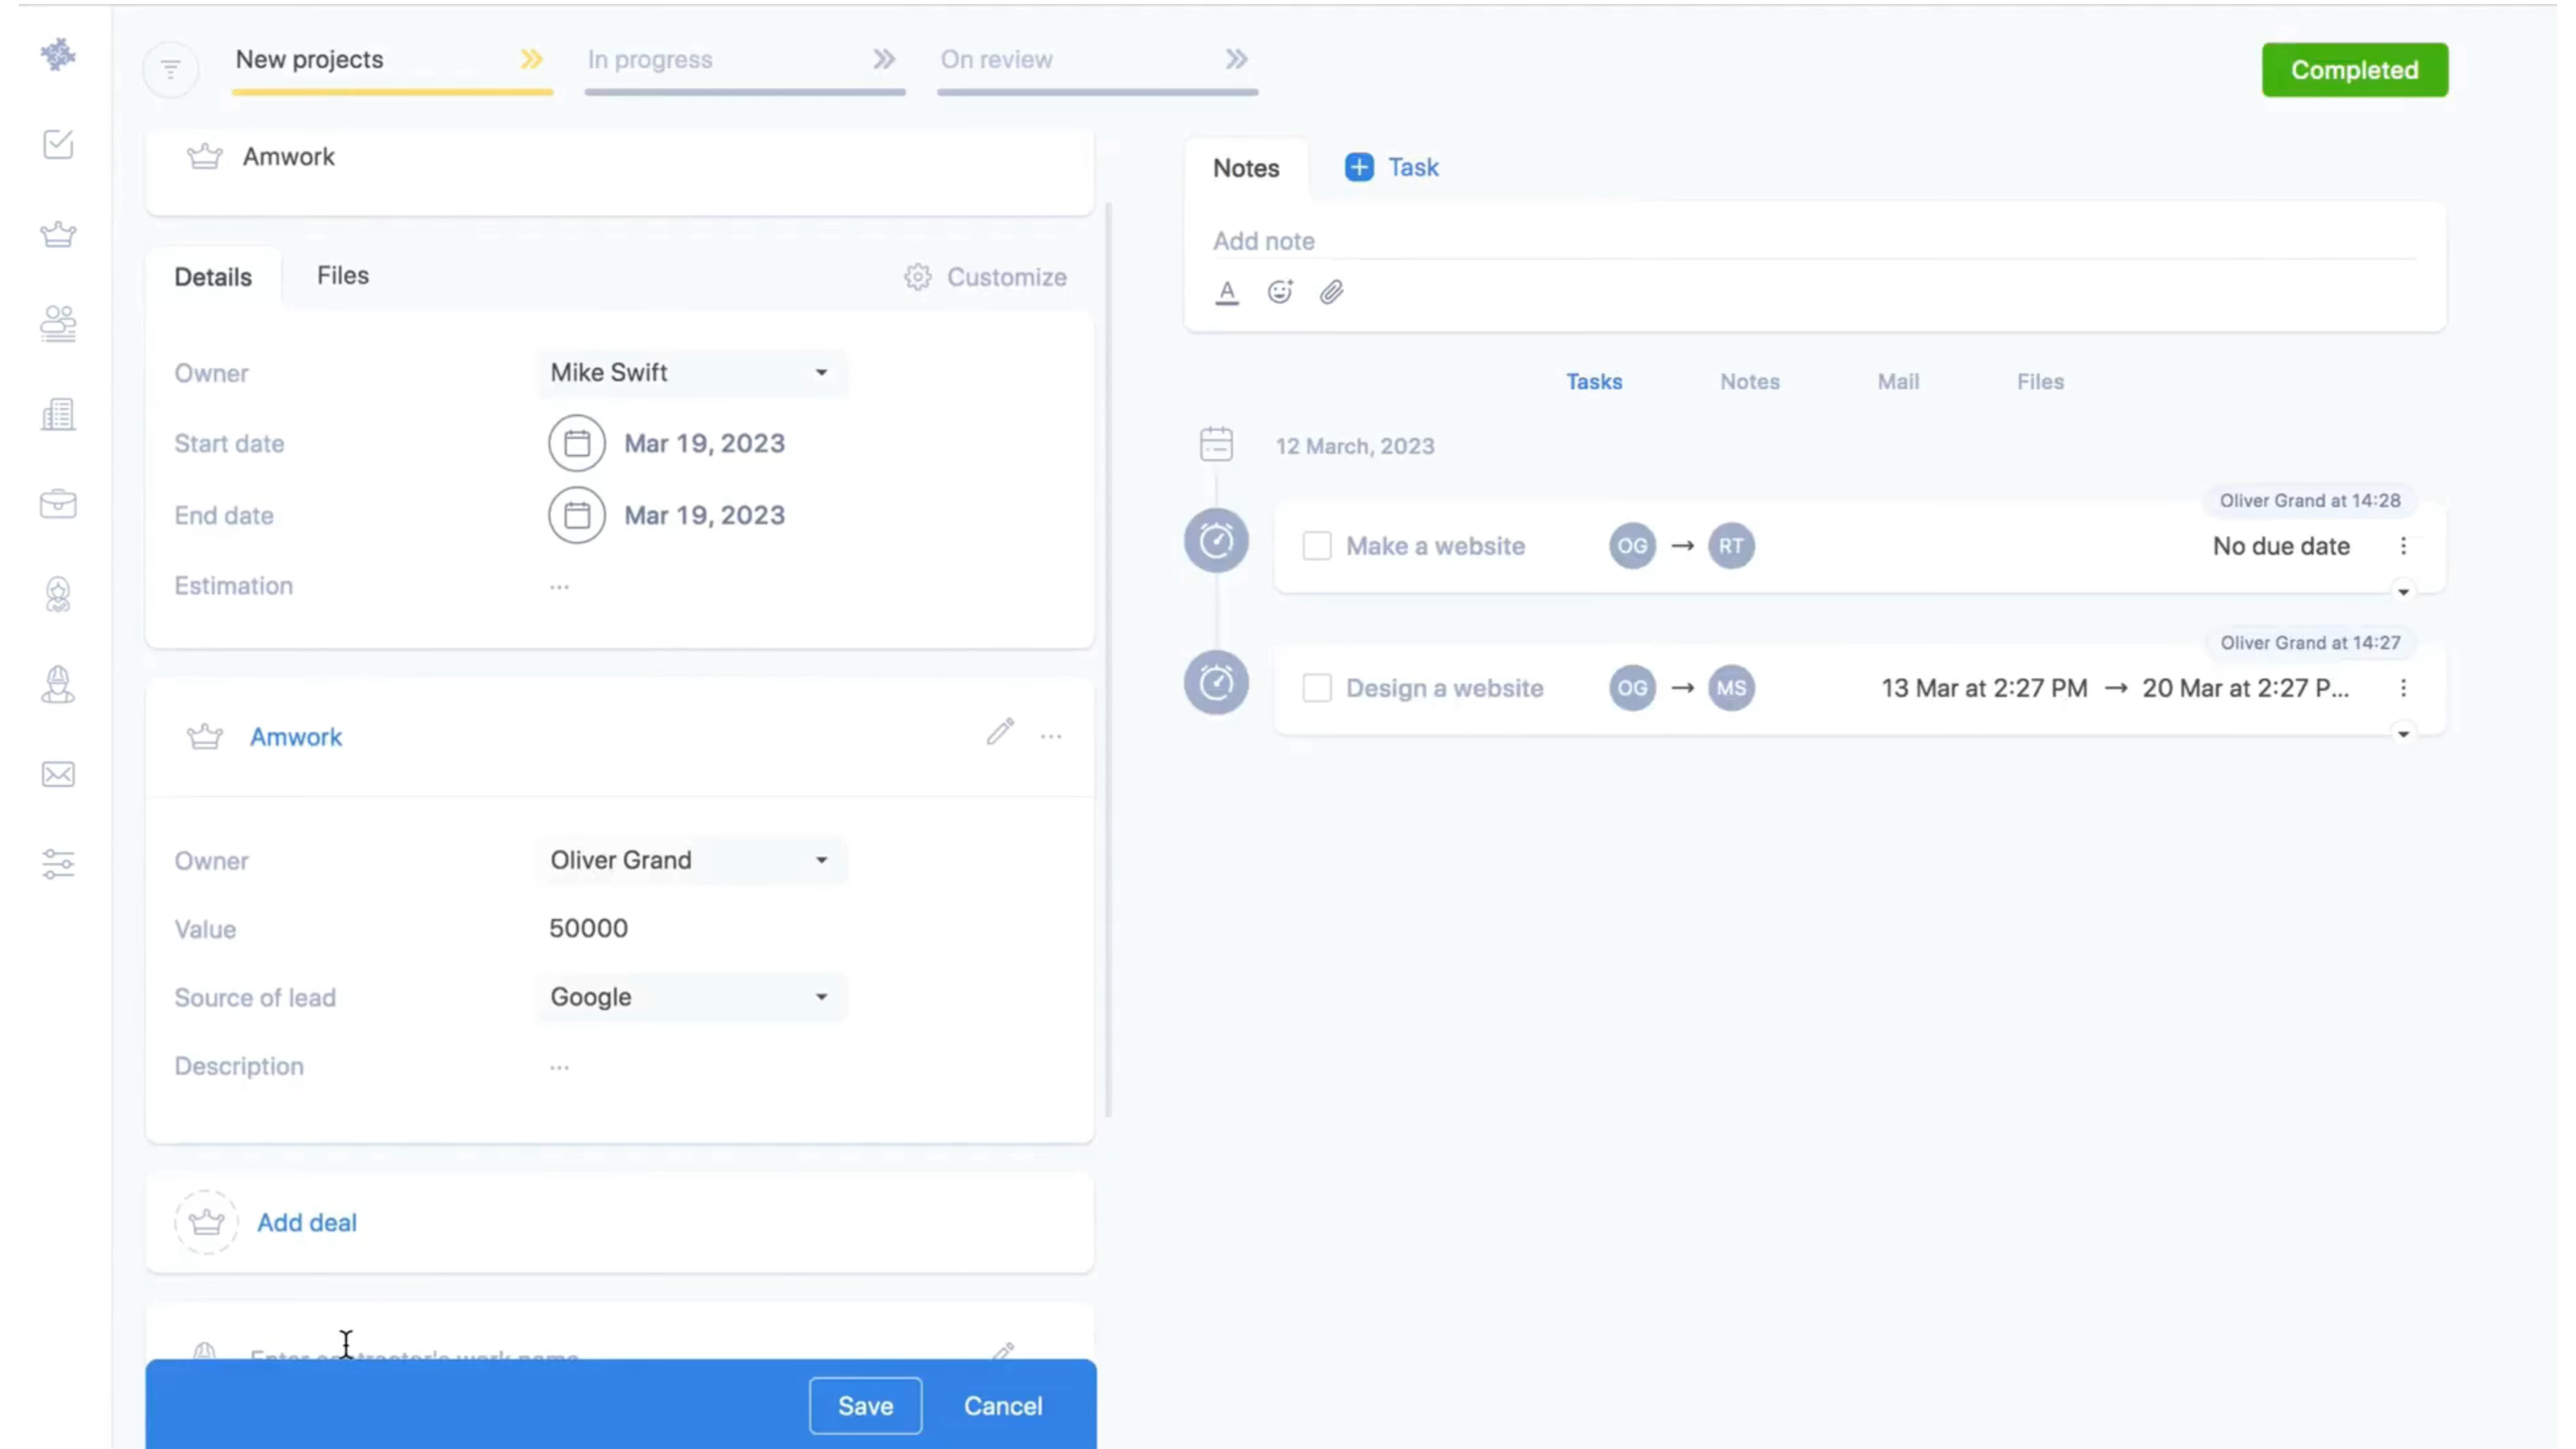 New projects
In progress
On review
Completed
Amwork
Details
Files
Customize
Owner
Mike Swift
Start date
Mar 19, 2023
End date
Mar 19, 2023
Estimation
...
Amwork
...
Owner
Oliver Grand
Value
50000
Source of lead
Google
Description
...
Add deal
Enter contractor's work name
Save
Cancel
Notes
Task
Add note
A
Tasks
Notes
Mail
Files
12 March, 2023
Oliver Grand at 14:28
Make a website
OG → RT
No due date
Oliver Grand at 14:27
Design a website
OG → MS
13 Mar at 2:27 PM → 20 Mar at 2:27 P...